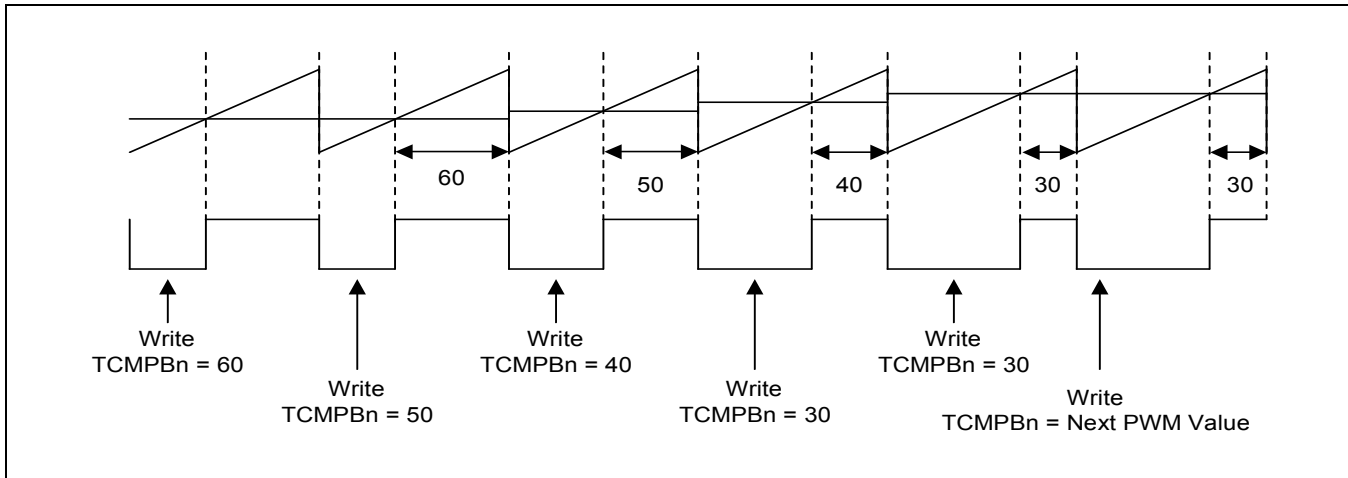 60
50
40
30
30
Write
TCMPBn = 60
Write
TCMPBn = 50
Write
TCMPBn = 40
Write
TCMPBn = 30
Write
TCMPBn = 30
Write
TCMPBn = Next PWM Value